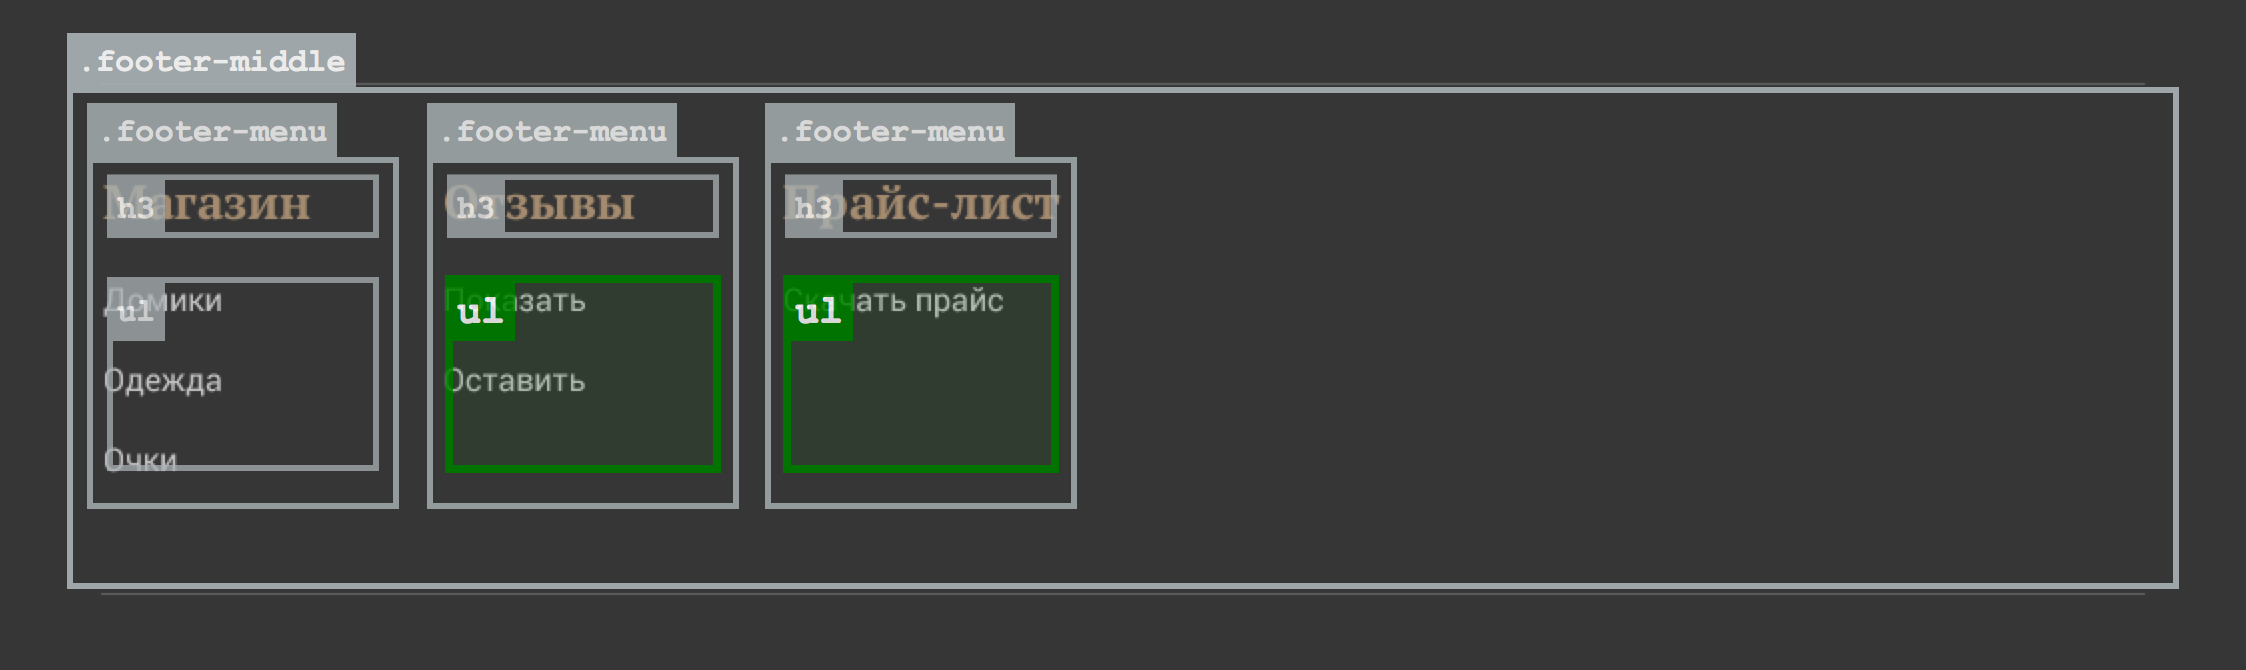 .footer-middle
.footer-menu .footer-menu .footer-menu
h3 h3 h3
Магазин Отзывы Прайс-лист
ul ul ul
Домики Показать Скачать прайс
Одежда Оставить
Очки